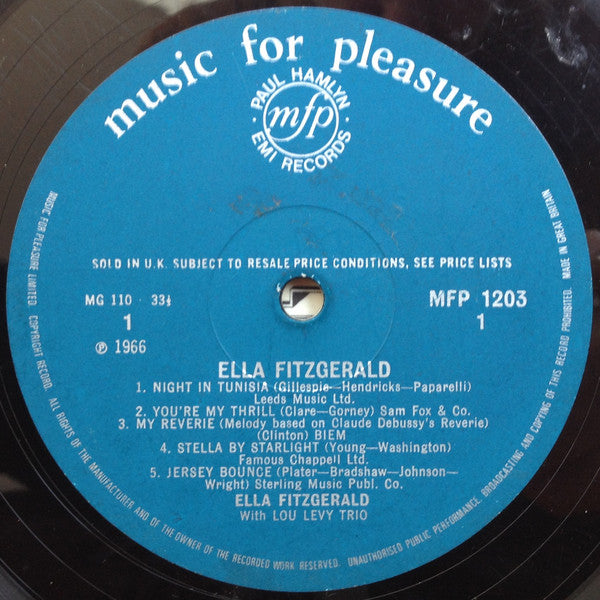 music for pleasure
PAUL HAMLYN
mfp
EMI RECORDS
SOLD IN U.K. SUBJECT TO RESALE PRICE CONDITIONS, SEE PRICE LISTS
MG 110 · 33⅓
MFP 1203
1
1
℗ 1966
ELLA FITZGERALD
1. NIGHT IN TUNISIA (Gillespie—Hendricks—Paparelli)
Leeds Music Ltd.
2. YOU'RE MY THRILL (Clare—Gorney) Sam Fox & Co.
3. MY REVERIE (Melody based on Claude Debussy's Reverie)
(Clinton) BIEM
4. STELLA BY STARLIGHT (Young—Washington)
Famous Chappell Ltd.
5. JERSEY BOUNCE (Plater—Bradshaw—Johnson—
Wright) Sterling Music Publ. Co.
ELLA FITZGERALD
With LOU LEVY TRIO
MUSIC FOR PLEASURE LIMITED. COPYRIGHT RECORD. ALL RIGHTS OF THE MANUFACTURER AND OF THE OWNER OF THE RECORDED WORK RESERVED. UNAUTHORISED PUBLIC PERFORMANCE, BROADCASTING AND COPYING OF THIS RECORD PROHIBITED. MADE IN GREAT BRITAIN